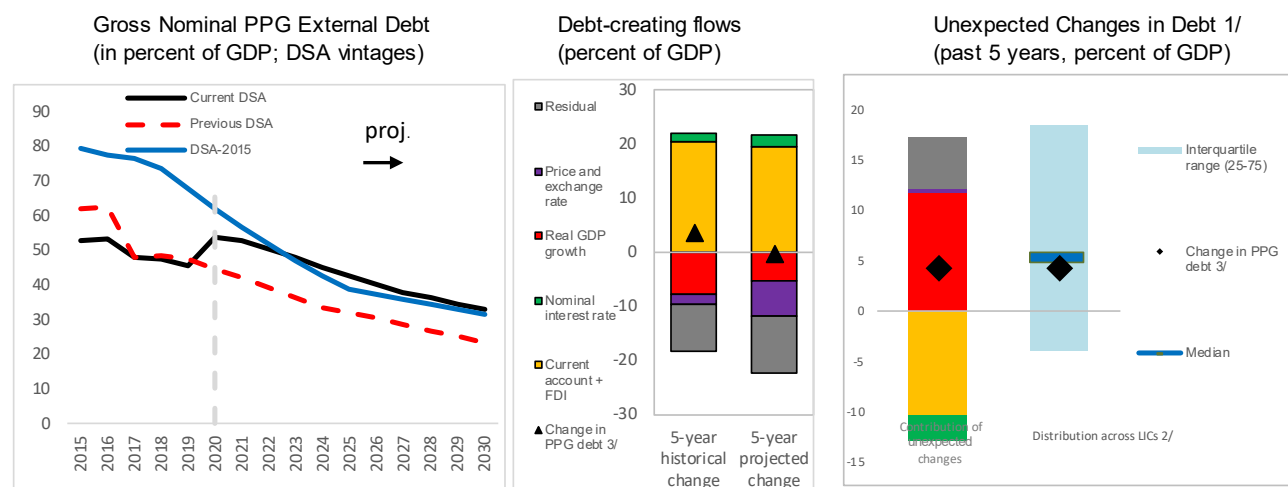 Gross Nominal PPG External Debt
(in percent of GDP; DSA vintages)
90
80
70
60
50
40
30
20
10
0
Current DSA
Previous DSA
DSA-2015
proj.
2015
2016
2017
2018
2019
2020
2021
2022
2023
2024
2025
2026
2027
2028
2029
2030
Debt-creating flows
(percent of GDP)
Residual
Price and
exchange
rate
Real GDP
growth
Nominal
interest rate
Current
account +
FDI
Change in
PPG debt 3/
30
20
10
0
-10
-20
-30
5-year
historical
change
5-year
projected
change
Unexpected Changes in Debt 1/
(past 5 years, percent of GDP)
20
15
10
5
0
-5
-10
-15
Contribution of
unexpected
changes
Distribution across LICs 2/
Interquartile
range (25-75)
Change in PPG
debt 3/
Median